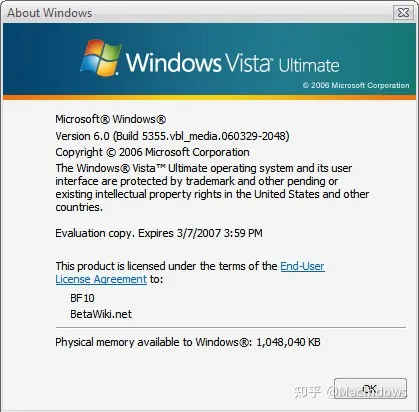 About Windows
Windows Vista™ Ultimate
© 2006 Microsoft Corporation
Microsoft® Windows®
Version 6.0 (Build 5355.vbl_media.060329-2048)
Copyright © 2006 Microsoft Corporation
The Windows® Vista™ Ultimate operating system and its user
interface are protected by trademark and other pending or
existing intellectual property rights in the United States and other
countries.
Evaluation copy. Expires 3/7/2007 3:59 PM
This product is licensed under the terms of the End-User
License Agreement to:
BF10
BetaWiki.net
Physical memory available to Windows®: 1,048,040 KB
OK
知乎 @Macindows